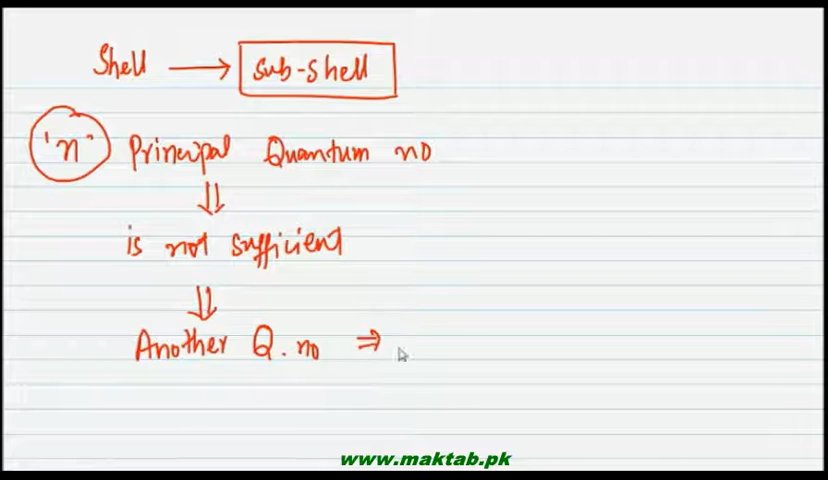 Shell → sub-shell
'n' Principal Quantum no
⇓
is not sufficient
⇓
Another Q. no ⇒
www.maktab.pk